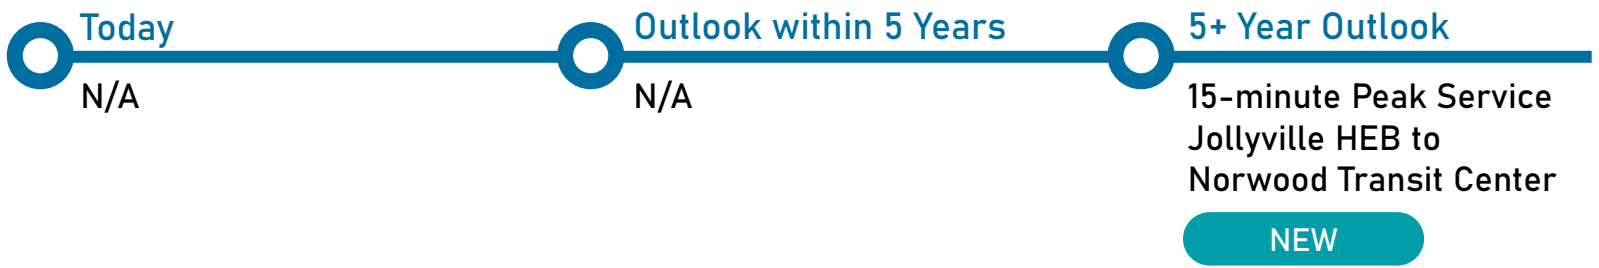 Today
N/A
Outlook within 5 Years
N/A
5+ Year Outlook
15-minute Peak Service
Jollyville HEB to
Norwood Transit Center
NEW